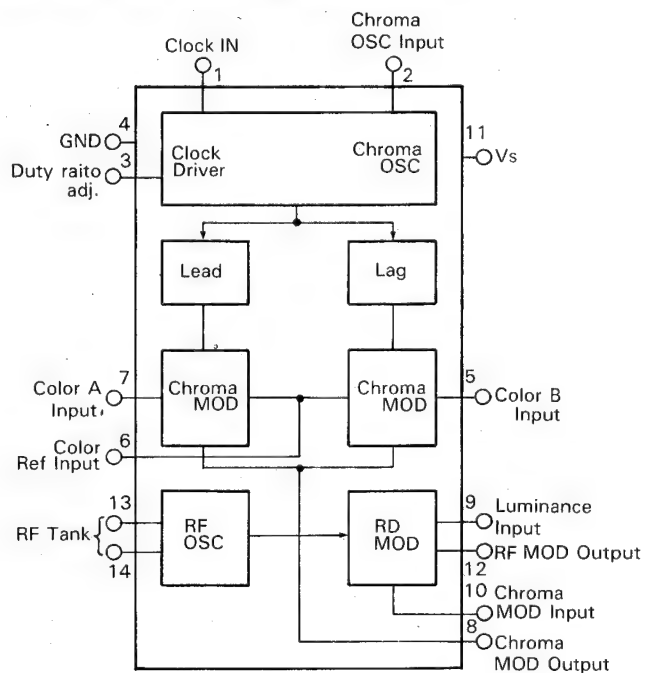 Chroma
OSC Input
Clock IN
1
2
4
GND
3
Duty raito
adj.
Clock
Driver
Chroma
OSC
11
Vs
Lead
Lag
7
Color A
Input
Chroma
MOD
Chroma
MOD
5
Color B
Input
6
Color
Ref Input
13
RF Tank
14
RF
OSC
RD
MOD
9
Luminance
Input
RF MOD Output
12
10
Chroma
MOD Input
8
Chroma
MOD Output